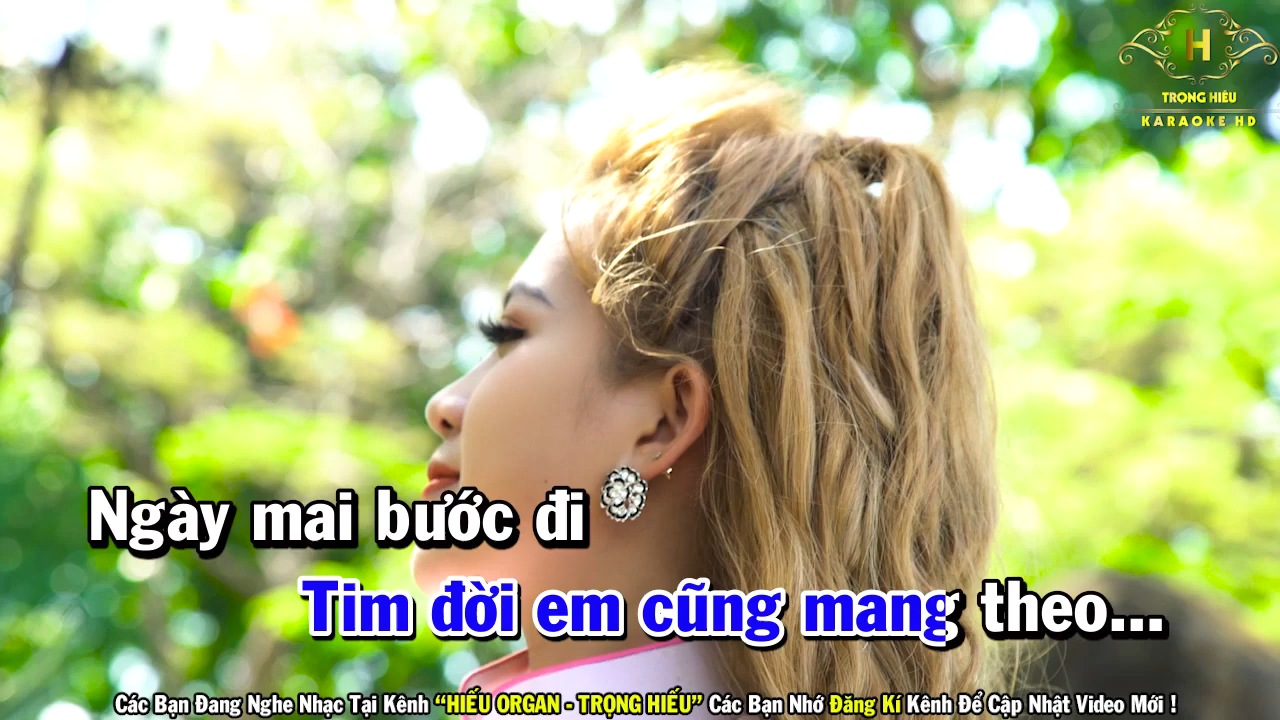 H
TRỌNG HIẾU
KARAOKE HD
Ngày mai bước đi
Tim đời em cũng mang theo...
Các Bạn Đang Nghe Nhạc Tại Kênh “HIẾU ORGAN - TRỌNG HIẾU” Các Bạn Nhớ Đăng Kí Kênh Để Cập Nhật Video Mới !